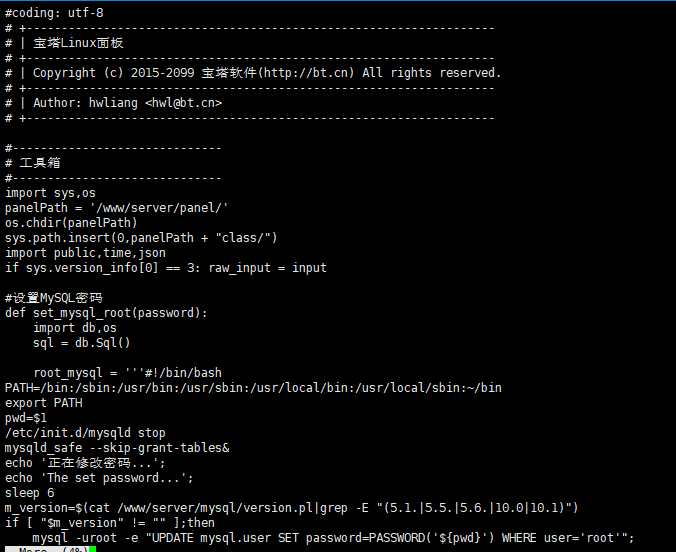 #coding: utf-8
# +-------------------------------------------------------------------
# | 宝塔Linux面板
# +-------------------------------------------------------------------
# | Copyright (c) 2015-2099 宝塔软件(http://bt.cn) All rights reserved.
# +-------------------------------------------------------------------
# | Author: hwliang <hwl@bt.cn>
# +-------------------------------------------------------------------

#------------------------------
# 工具箱
#------------------------------
import sys,os
panelPath = '/www/server/panel/'
os.chdir(panelPath)
sys.path.insert(0,panelPath + "class/")
import public,time,json
if sys.version_info[0] == 3: raw_input = input

#设置MySQL密码
def set_mysql_root(password):
    import db,os
    sql = db.Sql()

    root_mysql = '''#!/bin/bash
PATH=/bin:/sbin:/usr/bin:/usr/sbin:/usr/local/bin:/usr/local/sbin:~/bin
export PATH
pwd=$1
/etc/init.d/mysqld stop
mysqld_safe --skip-grant-tables&
echo '正在修改密码...';
echo 'The set password...';
sleep 6
m_version=$(cat /www/server/mysql/version.pl|grep -E "(5.1.|5.5.|5.6.|10.0|10.1)")
if [ "$m_version" != "" ];then
    mysql -uroot -e "UPDATE mysql.user SET password=PASSWORD('${pwd}') WHERE user='root'";
--More--(4%)